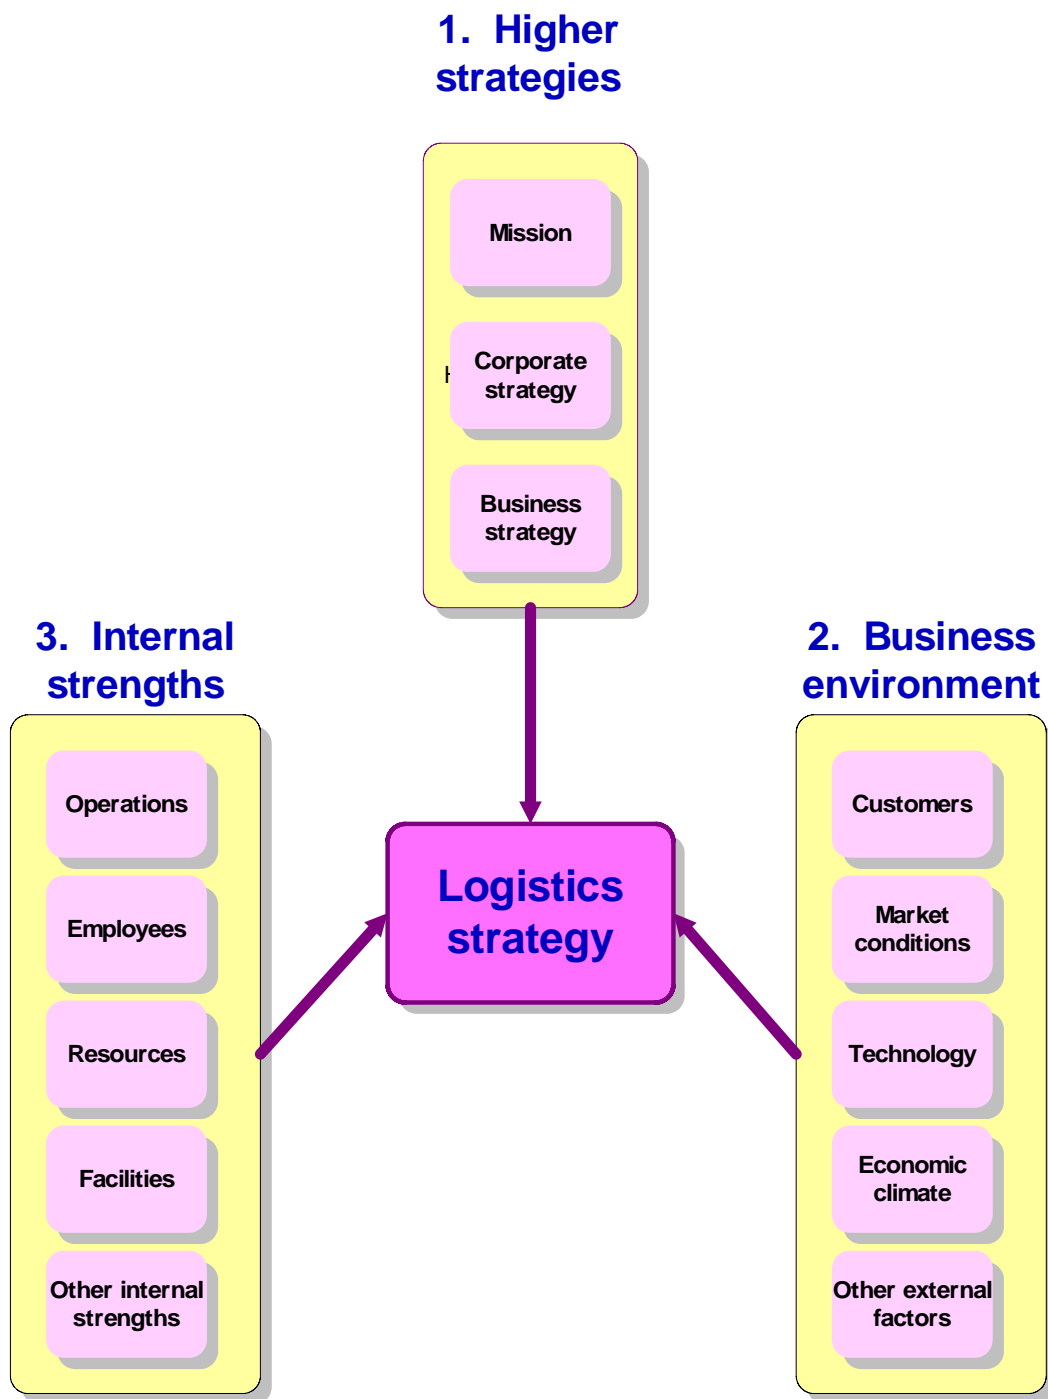 1. Higher
strategies
Mission
Corporate
strategy
Business
strategy
3. Internal
strengths
Operations
Employees
Resources
Facilities
Other internal
strengths
2. Business
environment
Customers
Market
conditions
Technology
Economic
climate
Other external
factors
Logistics
strategy